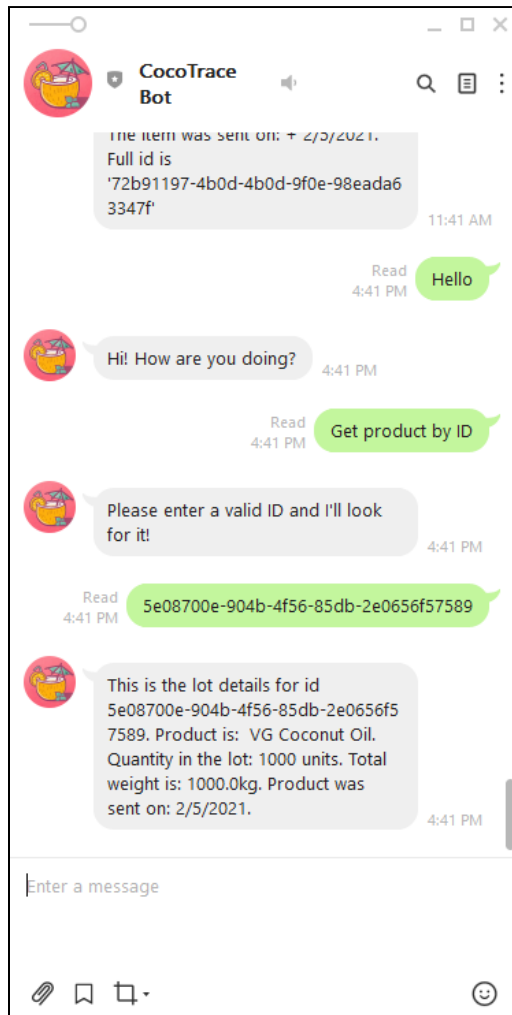 CocoTrace
Bot
The item was sent on: + 2/5/2021.
Full id is
'72b91197-4b0d-4b0d-9f0e-98eada6
3347f'
11:41 AM
Read
4:41 PM
Hello
Hi! How are you doing?
4:41 PM
Read
4:41 PM
Get product by ID
Please enter a valid ID and I'll look
for it!
4:41 PM
Read
4:41 PM
5e08700e-904b-4f56-85db-2e0656f57589
This is the lot details for id
5e08700e-904b-4f56-85db-2e0656f5
7589. Product is:  VG Coconut Oil.
Quantity in the lot: 1000 units. Total
weight is: 1000.0kg. Product was
sent on: 2/5/2021.
4:41 PM
Enter a message